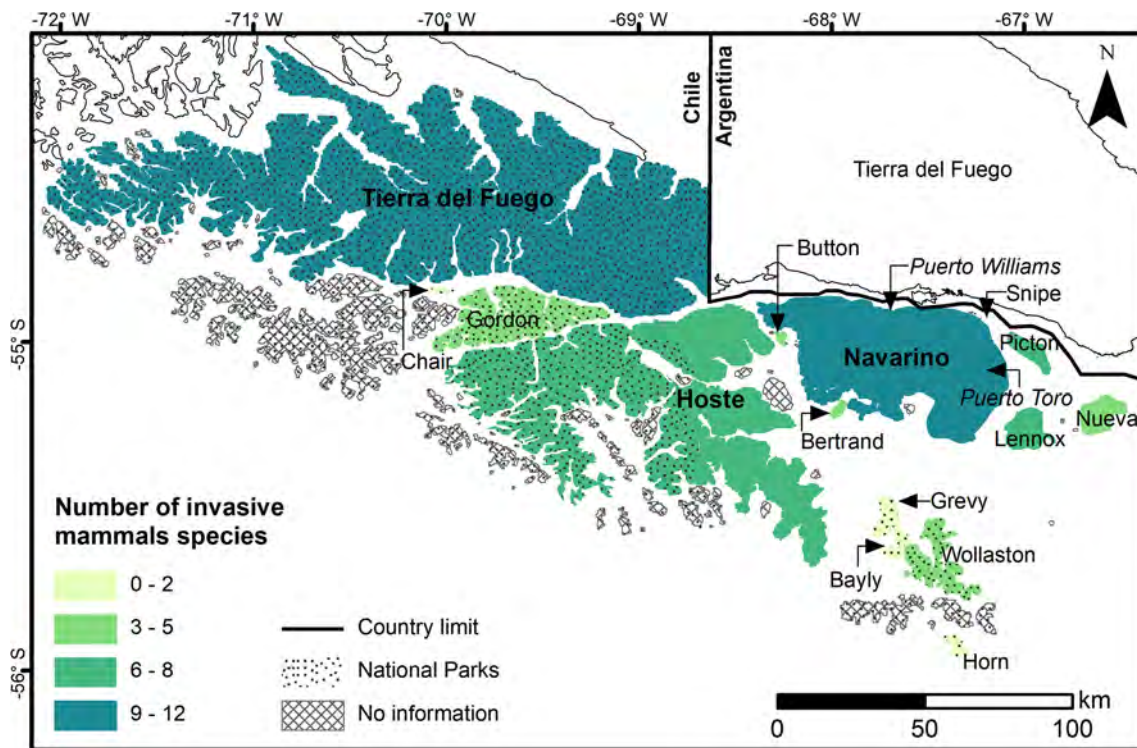 -72° W
-71° W
-70° W
-69° W
-68° W
-67° W
N
Chile
Argentina
Tierra del Fuego
Tierra del Fuego
Button
Puerto Williams
Snipe
Gordon
Picton
-55° S
Chair
Navarino
Hoste
Puerto Toro
Nueva
Bertrand
Lennox
Number of invasive
mammals species
Grevy
Wollaston
Bayly
0 - 2
3 - 5
Country limit
6 - 8
National Parks
Horn
-56° S
9 - 12
No information
km
0
50
100